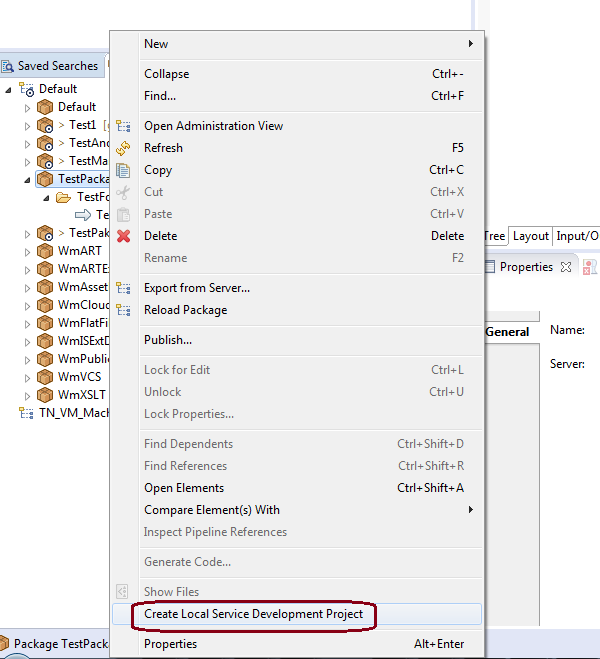 Saved Searches
Default
Default
> Test1 [
> TestAnd
> TestMa
TestPacka
TestFo
Te
> TestPak
WmART
WmARTEx
WmAsset
WmCloud
WmFlatFi
WmISExtD
WmPublic
WmVCS
WmXSLT
TN_VM_Mach
New
Collapse Ctrl+-
Find... Ctrl+F
Open Administration View
Refresh F5
Copy Ctrl+C
Cut Ctrl+X
Paste Ctrl+V
Delete Delete
Rename F2
Export from Server...
Reload Package
Publish...
Lock for Edit Ctrl+L
Unlock Ctrl+U
Lock Properties...
Find Dependents Ctrl+Shift+D
Find References Ctrl+Shift+R
Open Elements Ctrl+Shift+A
Compare Element(s) With
Inspect Pipeline References
Generate Code...
Show Files
Create Local Service Development Project
Properties Alt+Enter
Tree Layout Input/O
Properties
General Name:
Server:
Package TestPacka